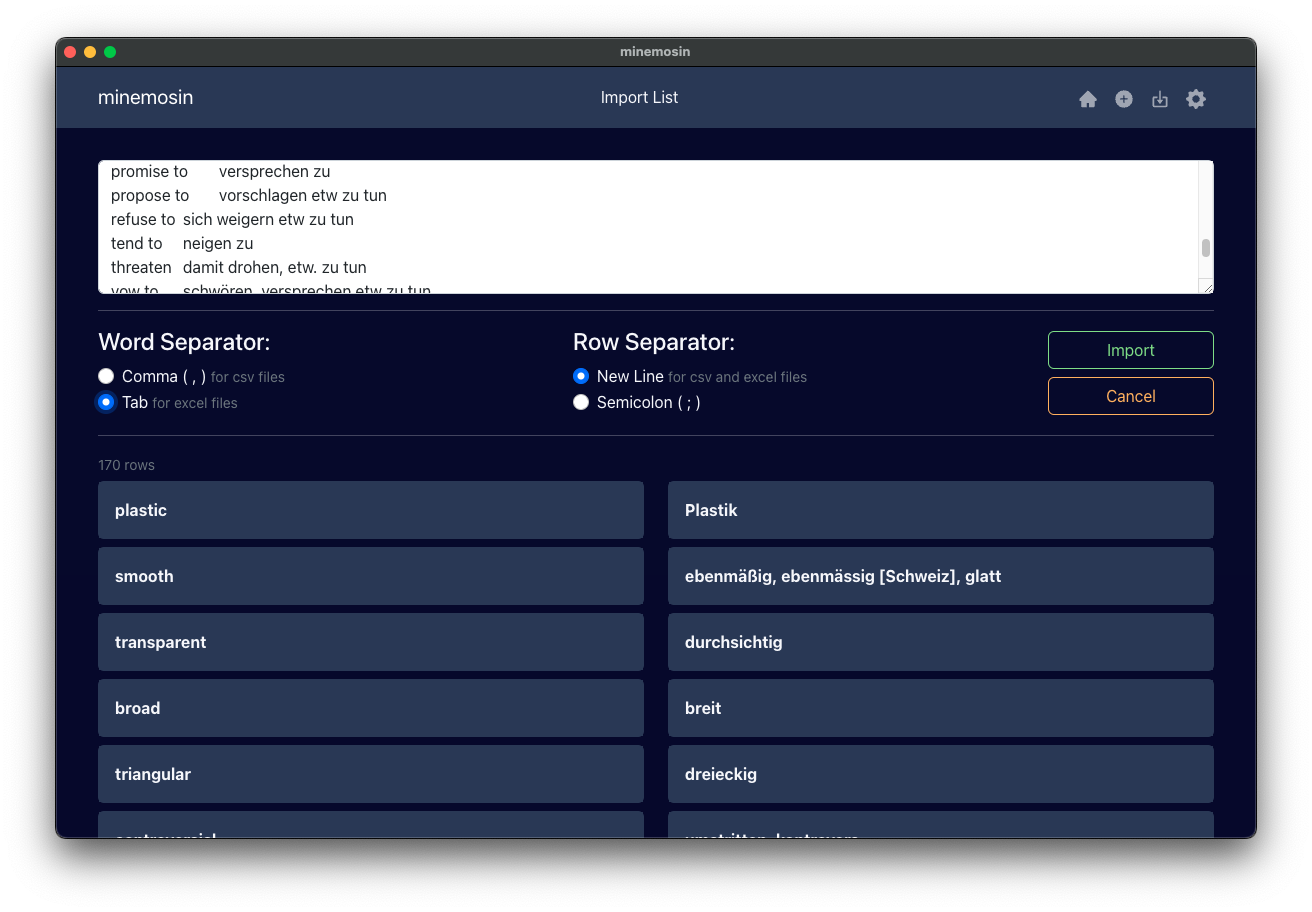 minemosin
minemosin
Import List
promise to versprechen zu
propose to vorschlagen etw zu tun
refuse to sich weigern etw zu tun
tend to neigen zu
threaten damit drohen, etw. zu tun
vow to schwören, versprechen etw zu tun
Word Separator:
Comma ( , ) for csv files
Tab for excel files
Row Separator:
New Line for csv and excel files
Semicolon ( ; )
Import
Cancel
170 rows
plastic Plastik
smooth ebenmäßig, ebenmässig [Schweiz], glatt
transparent durchsichtig
broad breit
triangular dreieckig
controversial umstritten, kontrovers